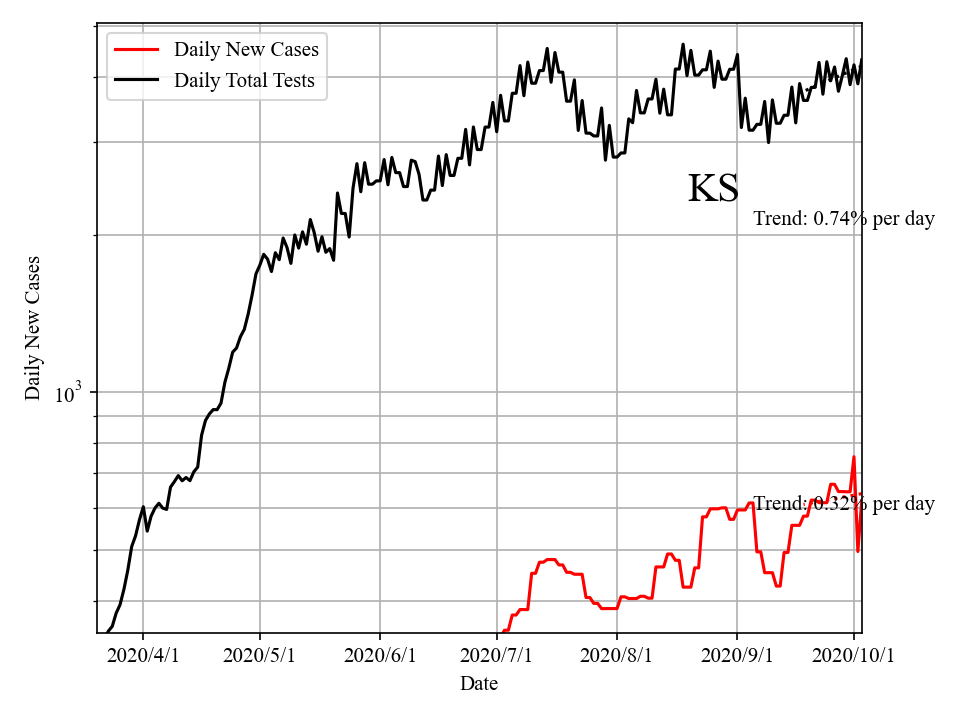 Daily New Cases
Daily Total Tests
KS
Trend: 0.74% per day
Trend: 0.32% per day
Daily New Cases
10³
2020/4/1 2020/5/1 2020/6/1 2020/7/1 2020/8/1 2020/9/1 2020/10/1
Date